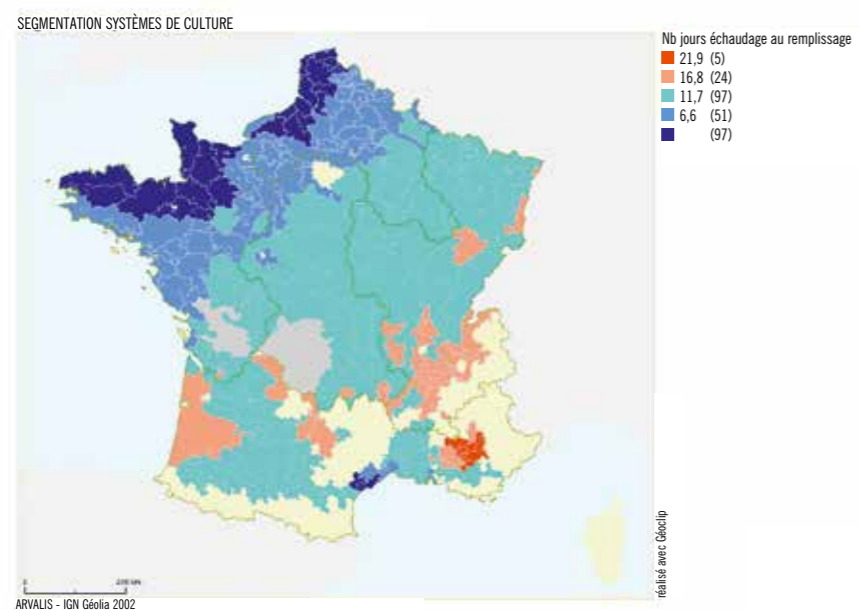 SEGMENTATION SYSTÈMES DE CULTURE
Nb jours échaudage au remplissage
21,9 (5)
16,8 (24)
11,7 (97)
6,6 (51)
(97)
réalisé avec Géoclip
0
ARVALIS - IGN Géolia 2002